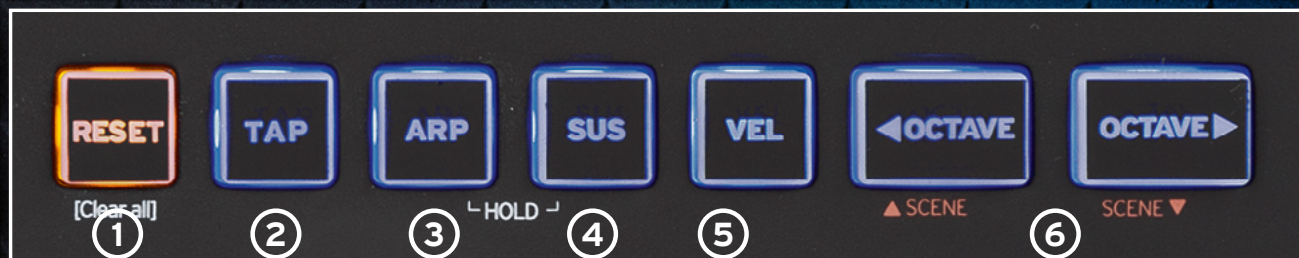 RESET TAP ARP SUS VEL ◀OCTAVE OCTAVE▶
[Clear all] └ HOLD ┘ ▲ SCENE SCENE ▼
1 2 3 4 5 6